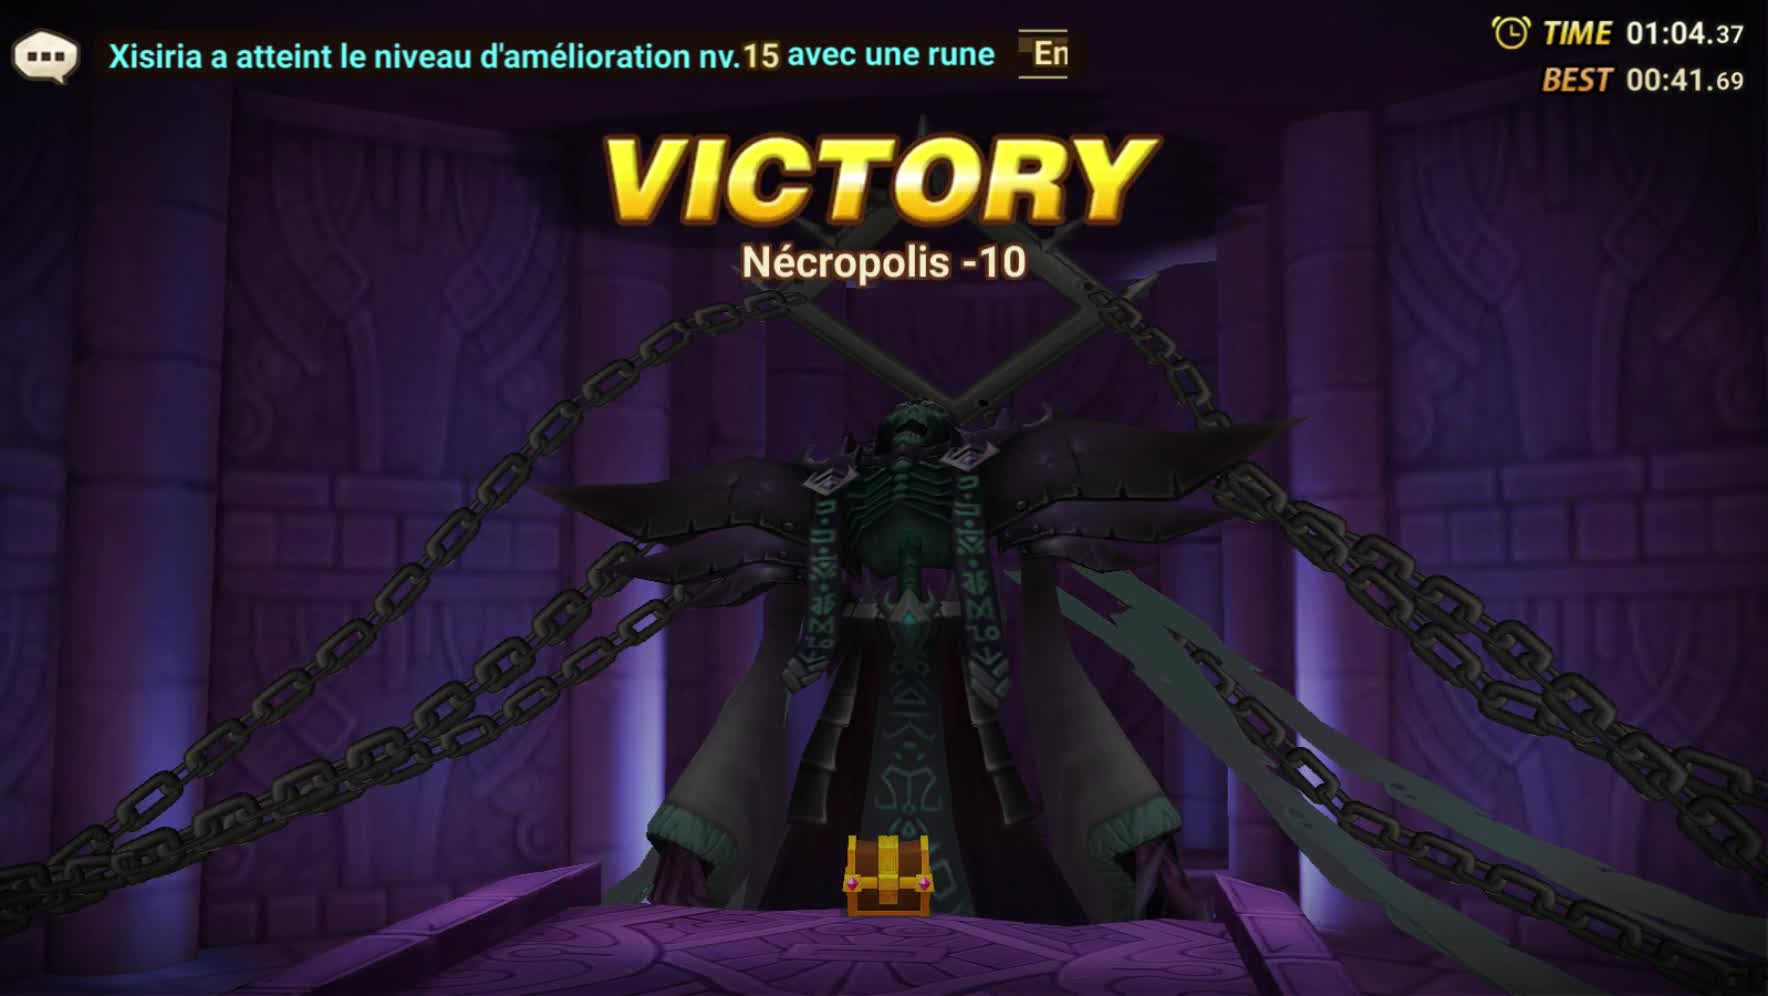 Xisiria a atteint le niveau d'amélioration nv.15 avec une rune En
TIME 01:04.37
BEST 00:41.69
VICTORY
Nécropolis -10